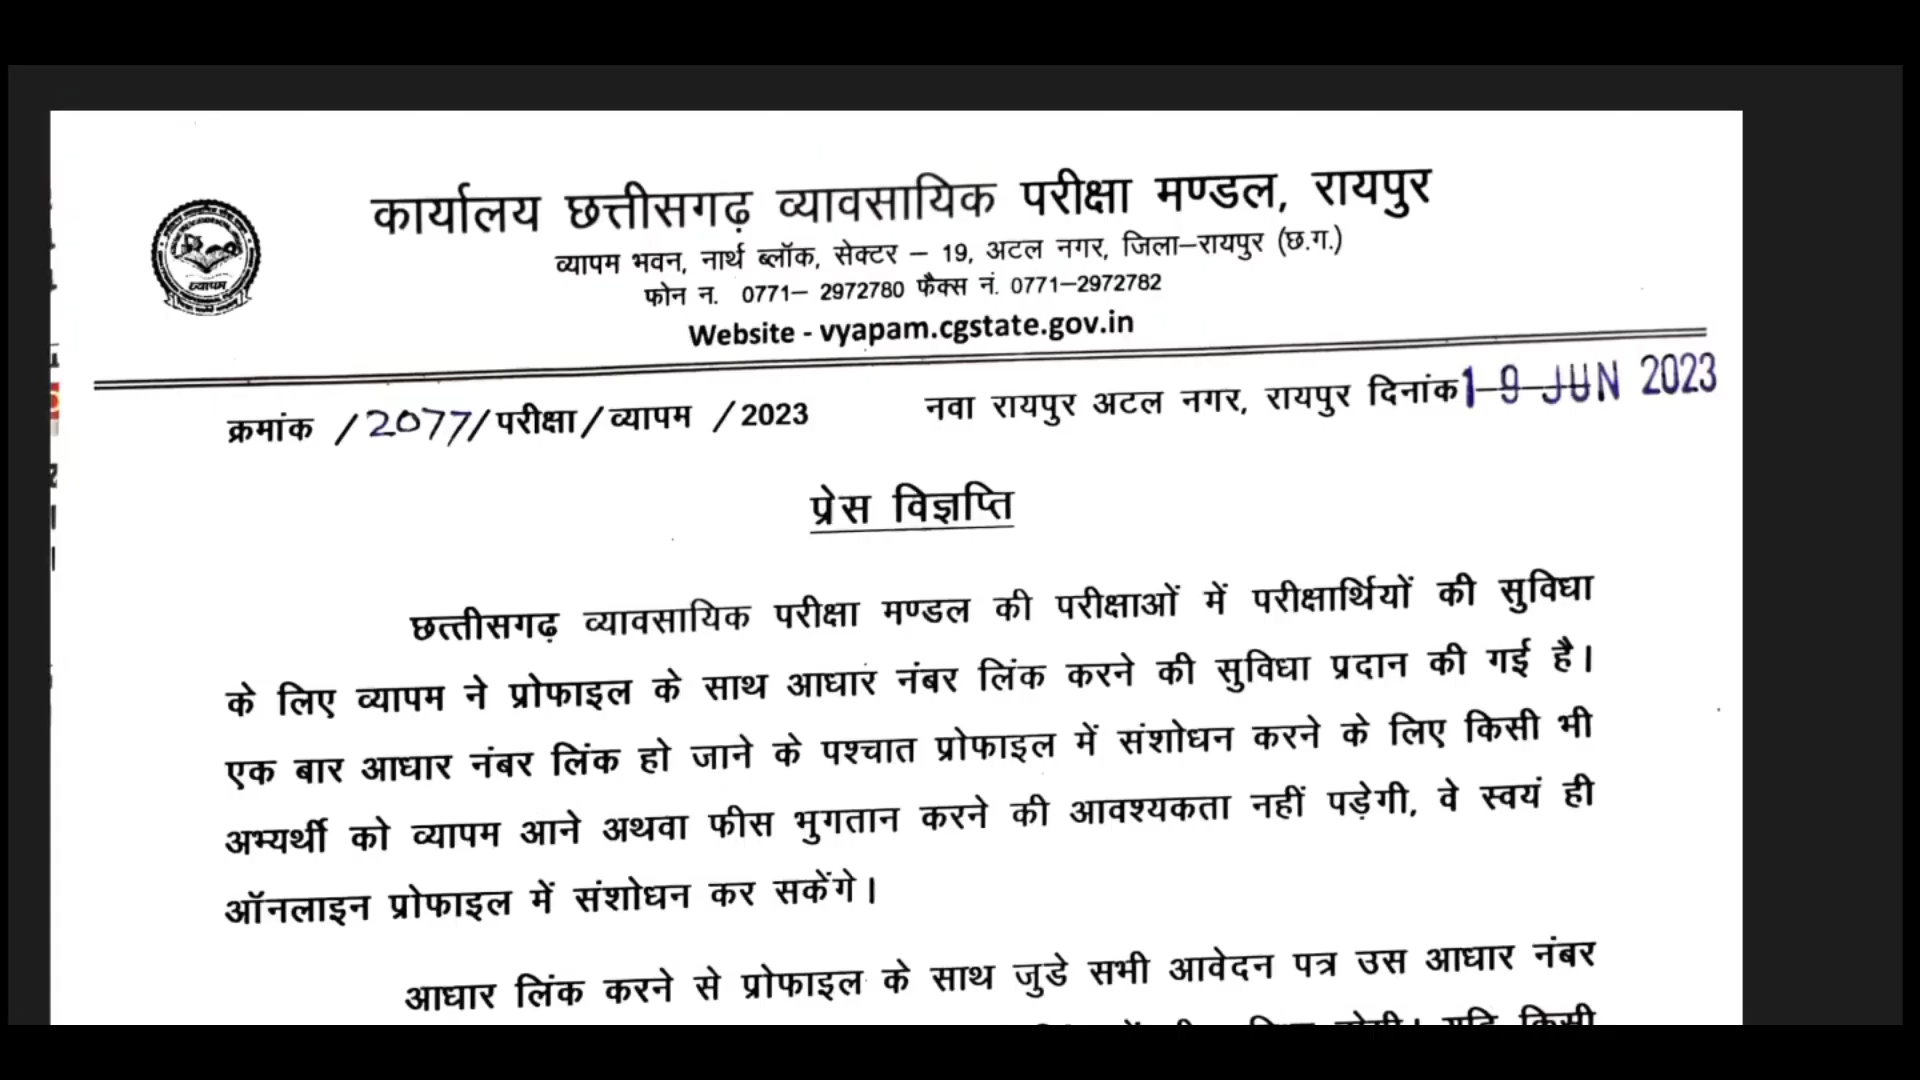 कार्यालय छत्तीसगढ़ व्यावसायिक परीक्षा मण्डल, रायपुर
व्यापम भवन, नार्थ ब्लॉक, सेक्टर – 19, अटल नगर, जिला–रायपुर (छ.ग.)
फोन न. 0771– 2972780 फैक्स नं. 0771–2972782
Website - vyapam.cgstate.gov.in
व्यापम
क्रमांक /2077/परीक्षा/व्यापम /2023 नवा रायपुर अटल नगर, रायपुर दिनांक 19 JUN 2023
प्रेस विज्ञप्ति
छत्तीसगढ़ व्यावसायिक परीक्षा मण्डल की परीक्षाओं में परीक्षार्थियों की सुविधा
के लिए व्यापम ने प्रोफाइल के साथ आधार नंबर लिंक करने की सुविधा प्रदान की गई है।
एक बार आधार नंबर लिंक हो जाने के पश्चात प्रोफाइल में संशोधन करने के लिए किसी भी
अभ्यर्थी को व्यापम आने अथवा फीस भुगतान करने की आवश्यकता नहीं पड़ेगी, वे स्वयं ही
ऑनलाइन प्रोफाइल में संशोधन कर सकेंगे।
आधार लिंक करने से प्रोफाइल के साथ जुडे सभी आवेदन पत्र उस आधार नंबर
यदि किसी